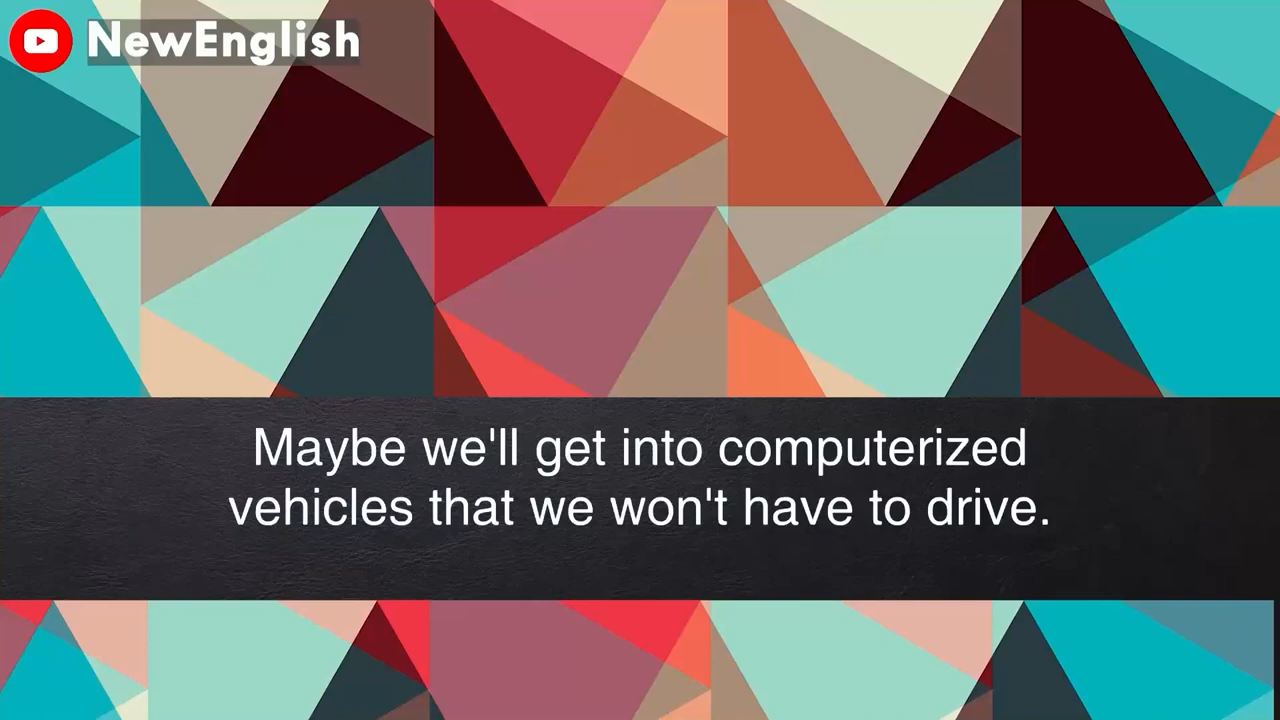 NewEnglish
Maybe we'll get into computerized
vehicles that we won't have to drive.